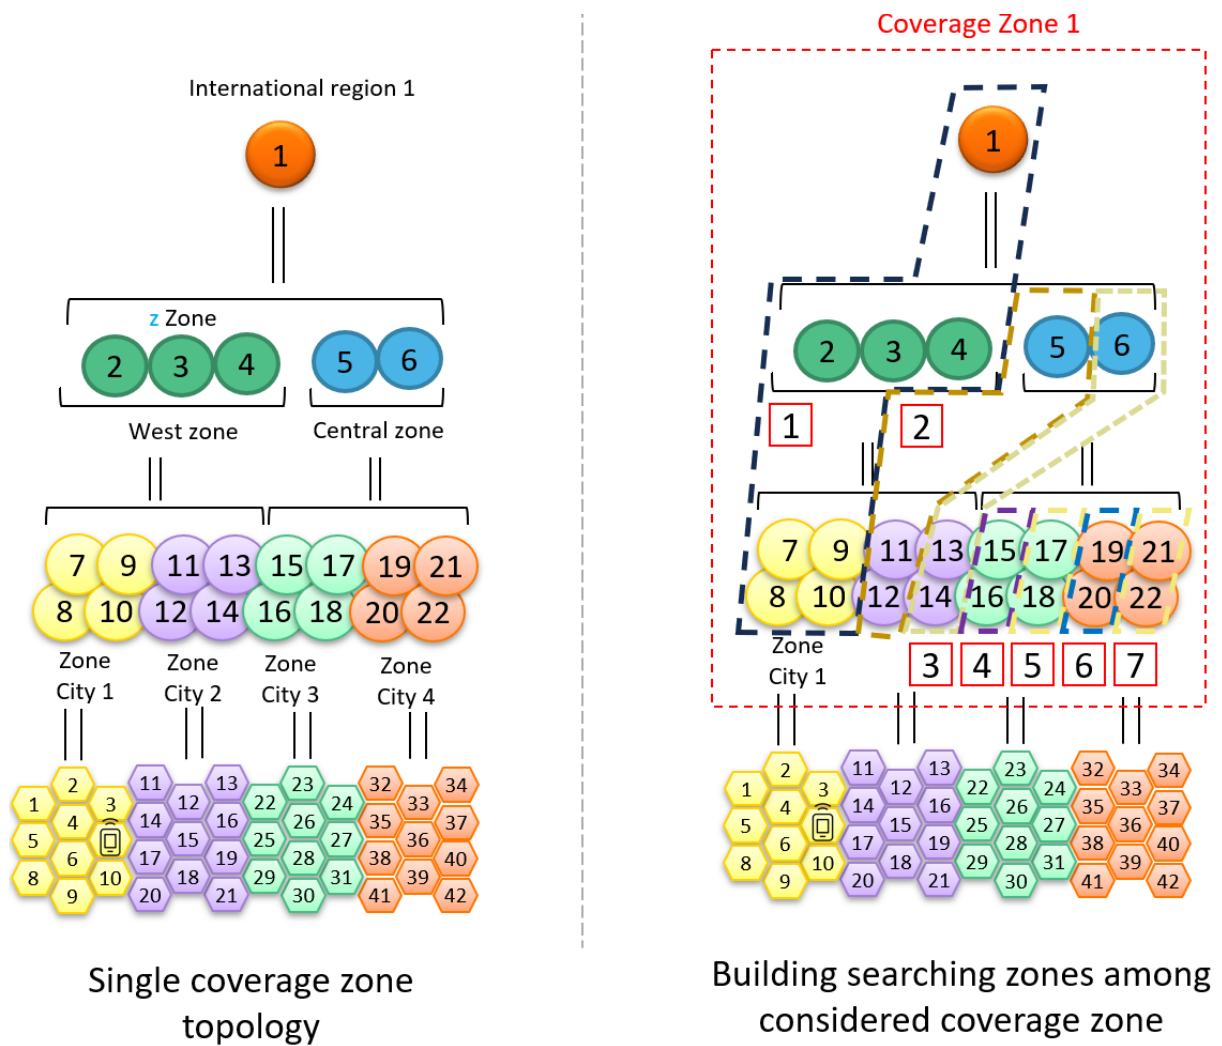 International region 1
1
z Zone
2 3 4 5 6
West zone
Central zone
7 9 11 13 15 17 19 21
8 10 12 14 16 18 20 22
Zone
City 1
Zone
City 2
Zone
City 3
Zone
City 4
2 11 13 23 32 34
1 3 12 22 24 33
4 14 16 26 35 37
5 15 25 27 36
6 17 19 28 38 40
8 10 18 29 31 39
9 20 21 30 41 42
Single coverage zone
topology
Coverage Zone 1
1
2 3 4 5 6
1 2
7 9 11 13 15 17 19 21
8 10 12 14 16 18 20 22
Zone
City 1
3 4 5 6 7
2 11 13 23 32 34
1 3 12 22 24 33
4 14 16 26 35 37
5 15 25 27 36
6 17 19 28 38 40
8 10 18 29 31 39
9 20 21 30 41 42
Building searching zones among
considered coverage zone